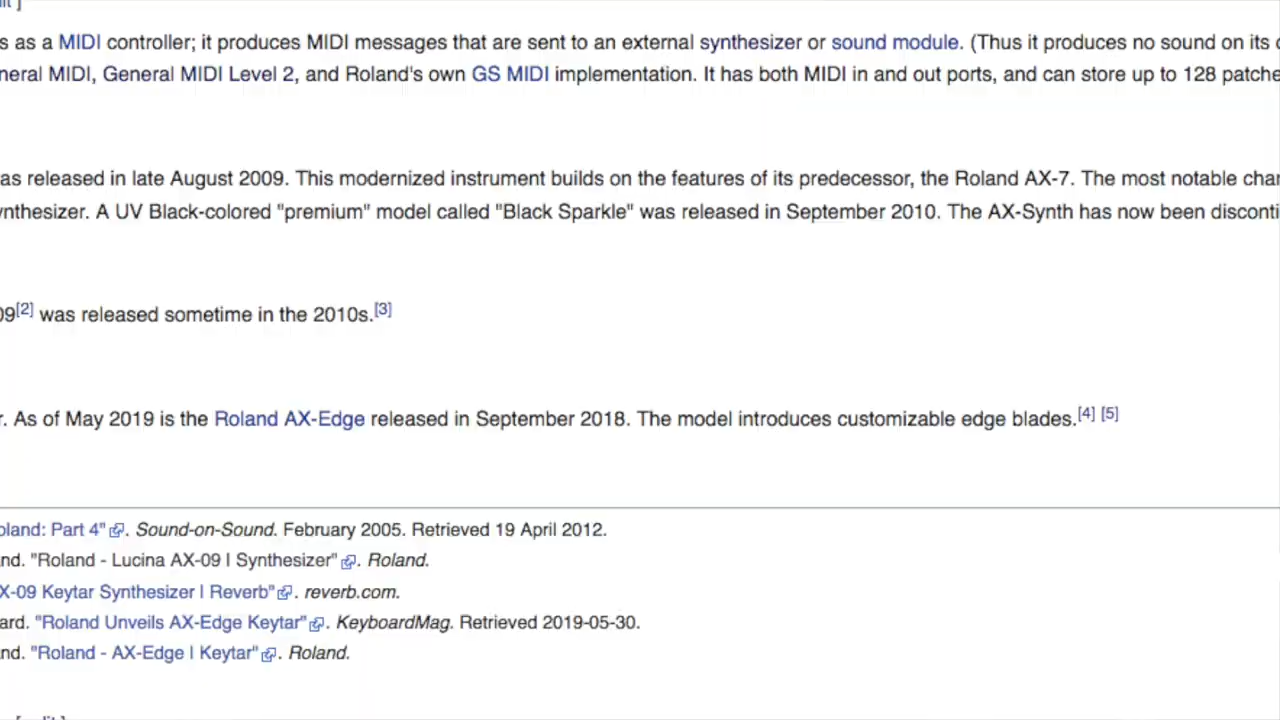 s as a MIDI controller; it produces MIDI messages that are sent to an external synthesizer or sound module. (Thus it produces no sound on its
neral MIDI, General MIDI Level 2, and Roland's own GS MIDI implementation. It has both MIDI in and out ports, and can store up to 128 patche
as released in late August 2009. This modernized instrument builds on the features of its predecessor, the Roland AX-7. The most notable char
ynthesizer. A UV Black-colored "premium" model called "Black Sparkle" was released in September 2010. The AX-Synth has now been disconti
09[2] was released sometime in the 2010s.[3]
r. As of May 2019 is the Roland AX-Edge released in September 2018. The model introduces customizable edge blades.[4] [5]
oland: Part 4". Sound-on-Sound. February 2005. Retrieved 19 April 2012.
nd. "Roland - Lucina AX-09 | Synthesizer". Roland.
X-09 Keytar Synthesizer | Reverb". reverb.com.
ard. "Roland Unveils AX-Edge Keytar". KeyboardMag. Retrieved 2019-05-30.
nd. "Roland - AX-Edge | Keytar". Roland.